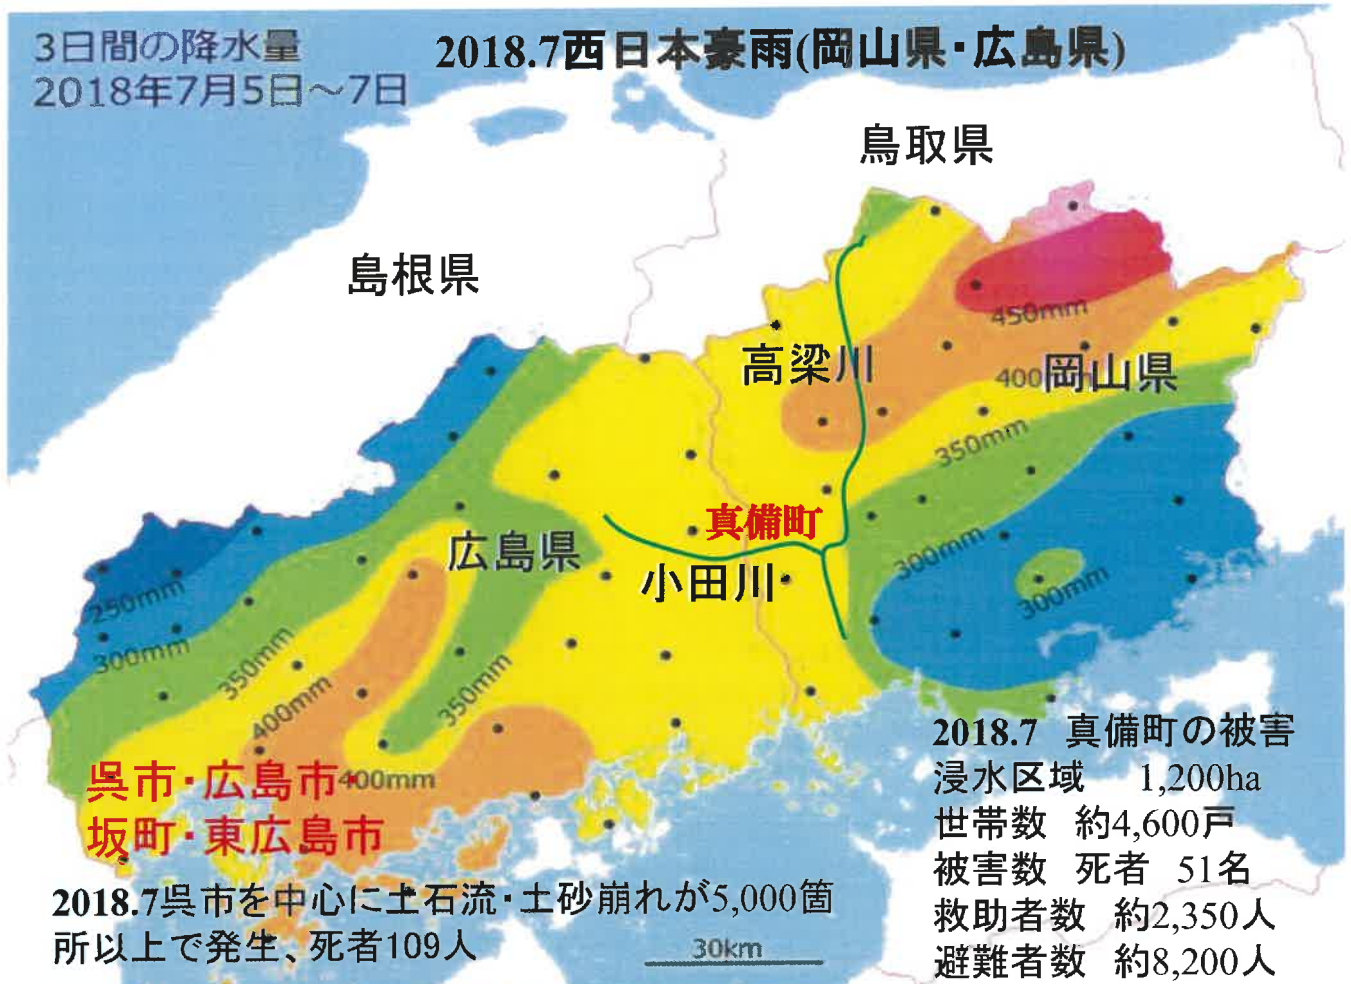 3日間の降水量
2018年7月5日～7日
2018.7西日本豪雨(岡山県・広島県)
鳥取県
島根県
450mm
高梁川
400
岡山県
350mm
真備町
広島県
小田川
300mm
300mm
250mm
300mm
350mm
400mm
350mm
400mm
呉市・広島市
坂町・東広島市
2018.7呉市を中心に土石流・土砂崩れが5,000箇
所以上で発生、死者109人
30km
2018.7 真備町の被害
浸水区域 1,200ha
世帯数 約4,600戸
被害数 死者 51名
救助者数 約2,350人
避難者数 約8,200人